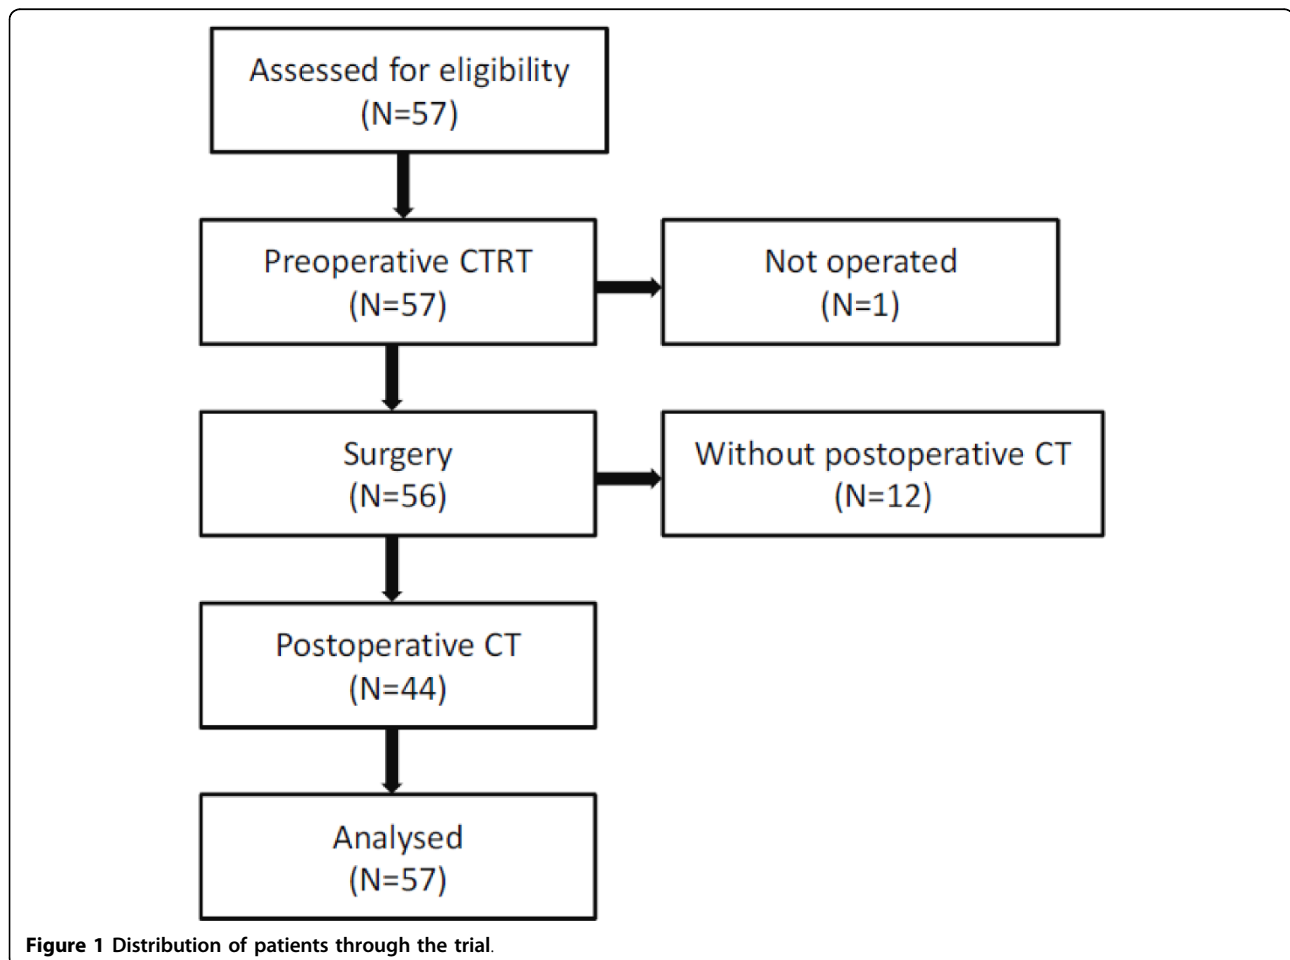 Assessed for eligibility
(N=57)
Preoperative CTRT
(N=57)
Not operated
(N=1)
Surgery
(N=56)
Without postoperative CT
(N=12)
Postoperative CT
(N=44)
Analysed
(N=57)
Figure 1 Distribution of patients through the trial.